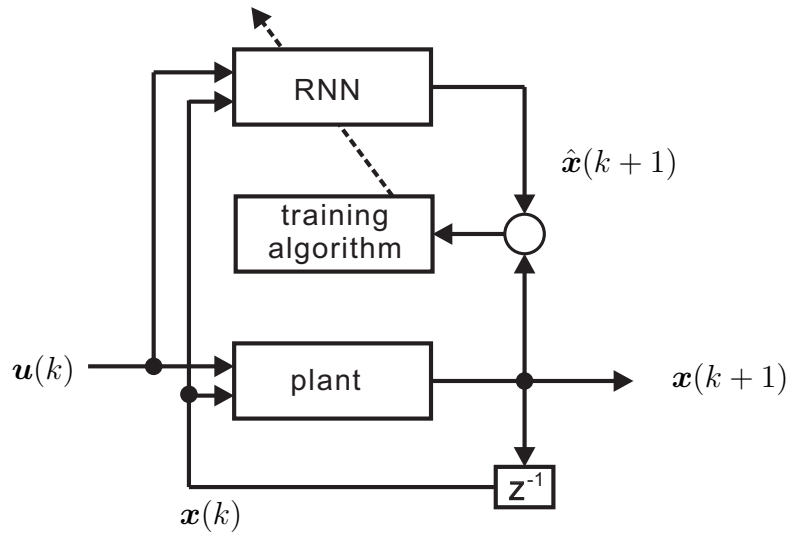 RNN
x̂(k + 1)
training
algorithm
u(k)
plant
x(k + 1)
z⁻¹
x(k)